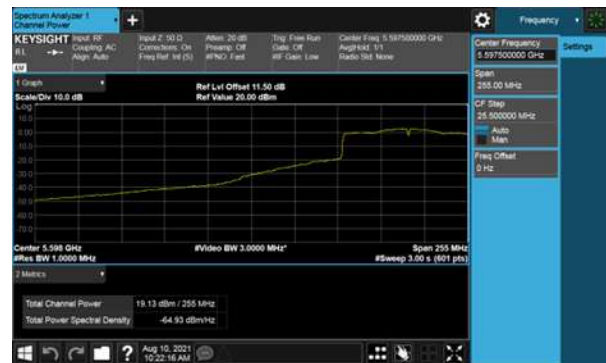 Spectrum Analyzer 1
Channel Power
Frequency
KEYSIGHT
Input: RF
Coupling: AC
Align: Auto
Input Z: 50 Ω
Corrections: On
Freq Ref: Int (S)
Atten: 20 dB
Preamp: Off
#PNO: Fast
Trig: Free Run
Gate: Off
#IF Gain: Low
Center Freq: 5.597500000 GHz
Avg|Hold: 1/1
Radio Std: None
RL
Center Frequency
5.597500000 GHz
Settings
Span
255.00 MHz
CF Step
25.500000 MHz
Auto
Man
Freq Offset
0 Hz
1 Graph
Scale/Div 10.0 dB
Ref Lvl Offset 11.50 dB
Ref Value 20.00 dBm
Log
10.0
0.00
-10.0
-20.0
-30.0
-40.0
-50.0
-60.0
-70.0
Center 5.598 GHz
#Res BW 1.0000 MHz
#Video BW 3.0000 MHz*
Span 255 MHz
#Sweep 3.00 s (601 pts)
2 Metrics
Total Channel Power 19.13 dBm / 255 MHz
Total Power Spectral Density -64.93 dBm/Hz
?
Aug 10, 2021
10:22:16 AM